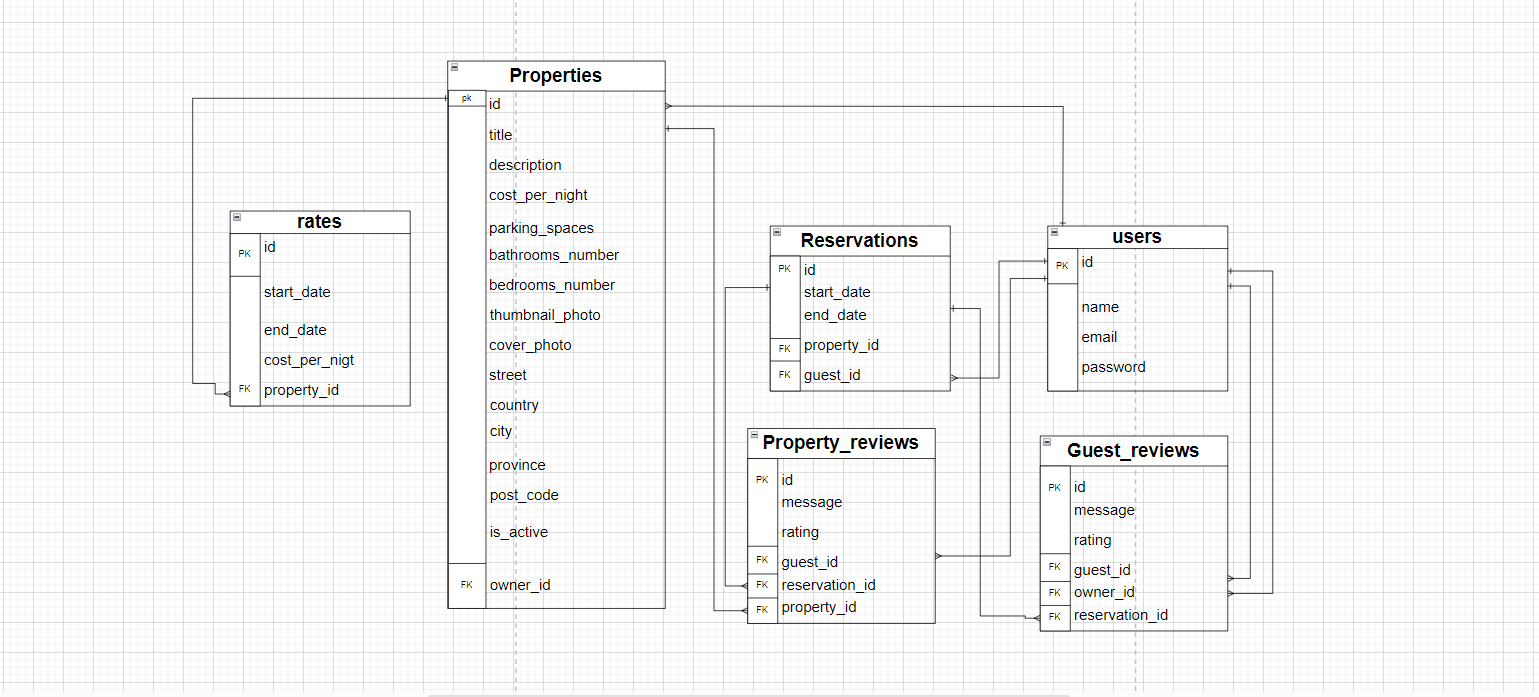 Properties
pk id
title
description
cost_per_night
parking_spaces
bathrooms_number
bedrooms_number
thumbnail_photo
cover_photo
street
country
city
province
post_code
is_active
FK owner_id
rates
PK id
start_date
end_date
cost_per_nigt
FK property_id
Reservations
PK id
start_date
end_date
FK property_id
FK guest_id
users
PK id
name
email
password
Property_reviews
PK id
message
rating
FK guest_id
FK reservation_id
FK property_id
Guest_reviews
PK id
message
rating
FK guest_id
FK owner_id
FK reservation_id